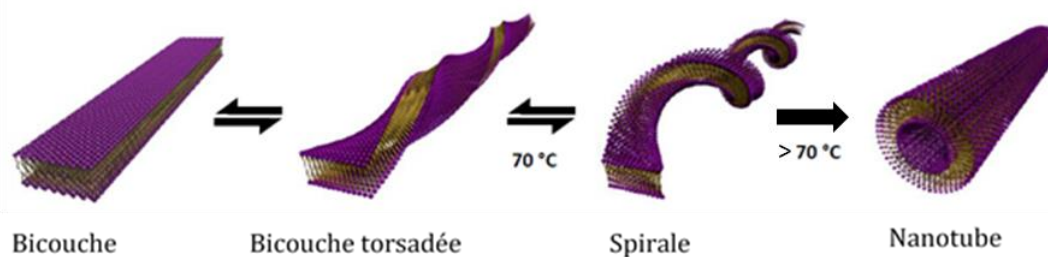 70 °C
> 70 °C
Bicouche
Bicouche torsadée
Spirale
Nanotube